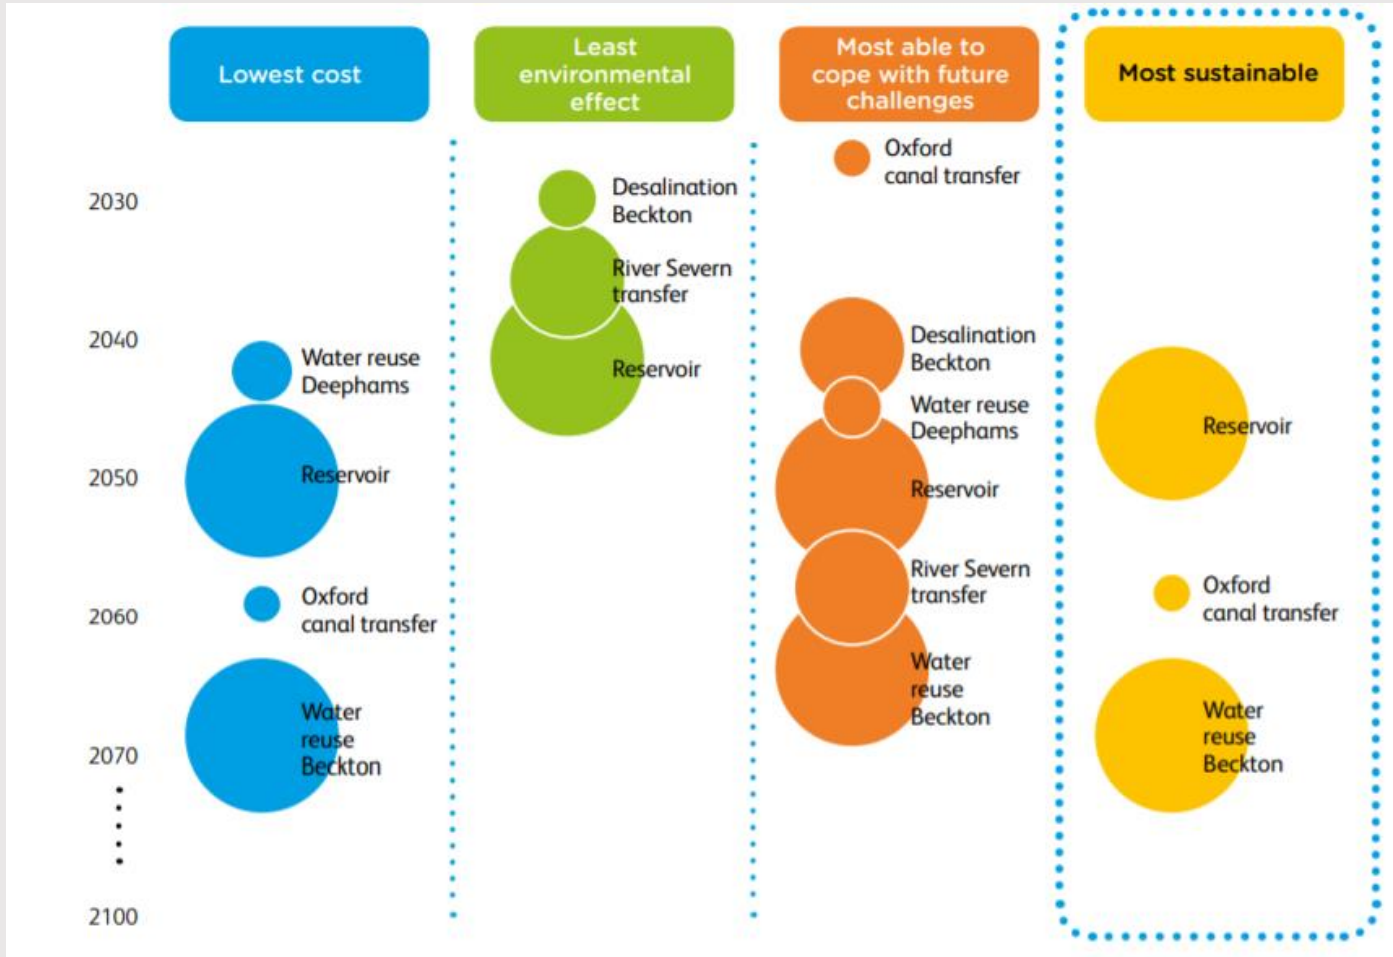 Lowest cost
Least
environmental
effect
Most able to
cope with future
challenges
Most sustainable
2030
2040
2050
2060
2070
2100
Water reuse
Deephams
Reservoir
Oxford
canal transfer
Water
reuse
Beckton
Desalination
Beckton
River Severn
transfer
Reservoir
Oxford
canal transfer
Desalination
Beckton
Water reuse
Deephams
Reservoir
River Severn
transfer
Water
reuse
Beckton
Reservoir
Oxford
canal transfer
Water
reuse
Beckton